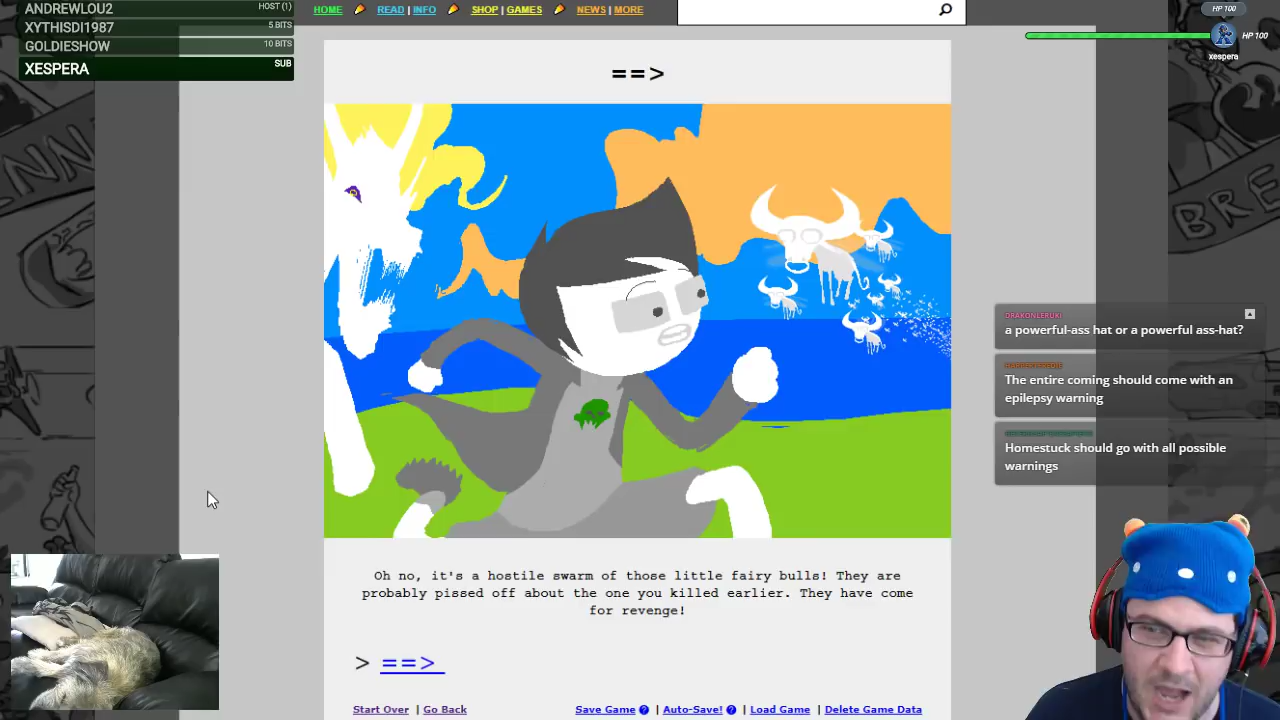 ANDREWLOU2 HOST (1)
XYTHISDI1987 5 BITS
GOLDIESHOW 10 BITS
XESPERA SUB
HOME READ | INFO SHOP | GAMES NEWS | MORE
HP 100
HP 100
xespera
==>
DRAKONLERUKI
a powerful-ass hat or a powerful ass-hat?
The entire coming should come with an
epilepsy warning
Homestuck should go with all possible
warnings
Oh no, it's a hostile swarm of those little fairy bulls! They are
probably pissed off about the one you killed earlier. They have come
for revenge!
> ==>
Start Over | Go Back Save Game ? | Auto-Save! ? | Load Game | Delete Game Data
BRE